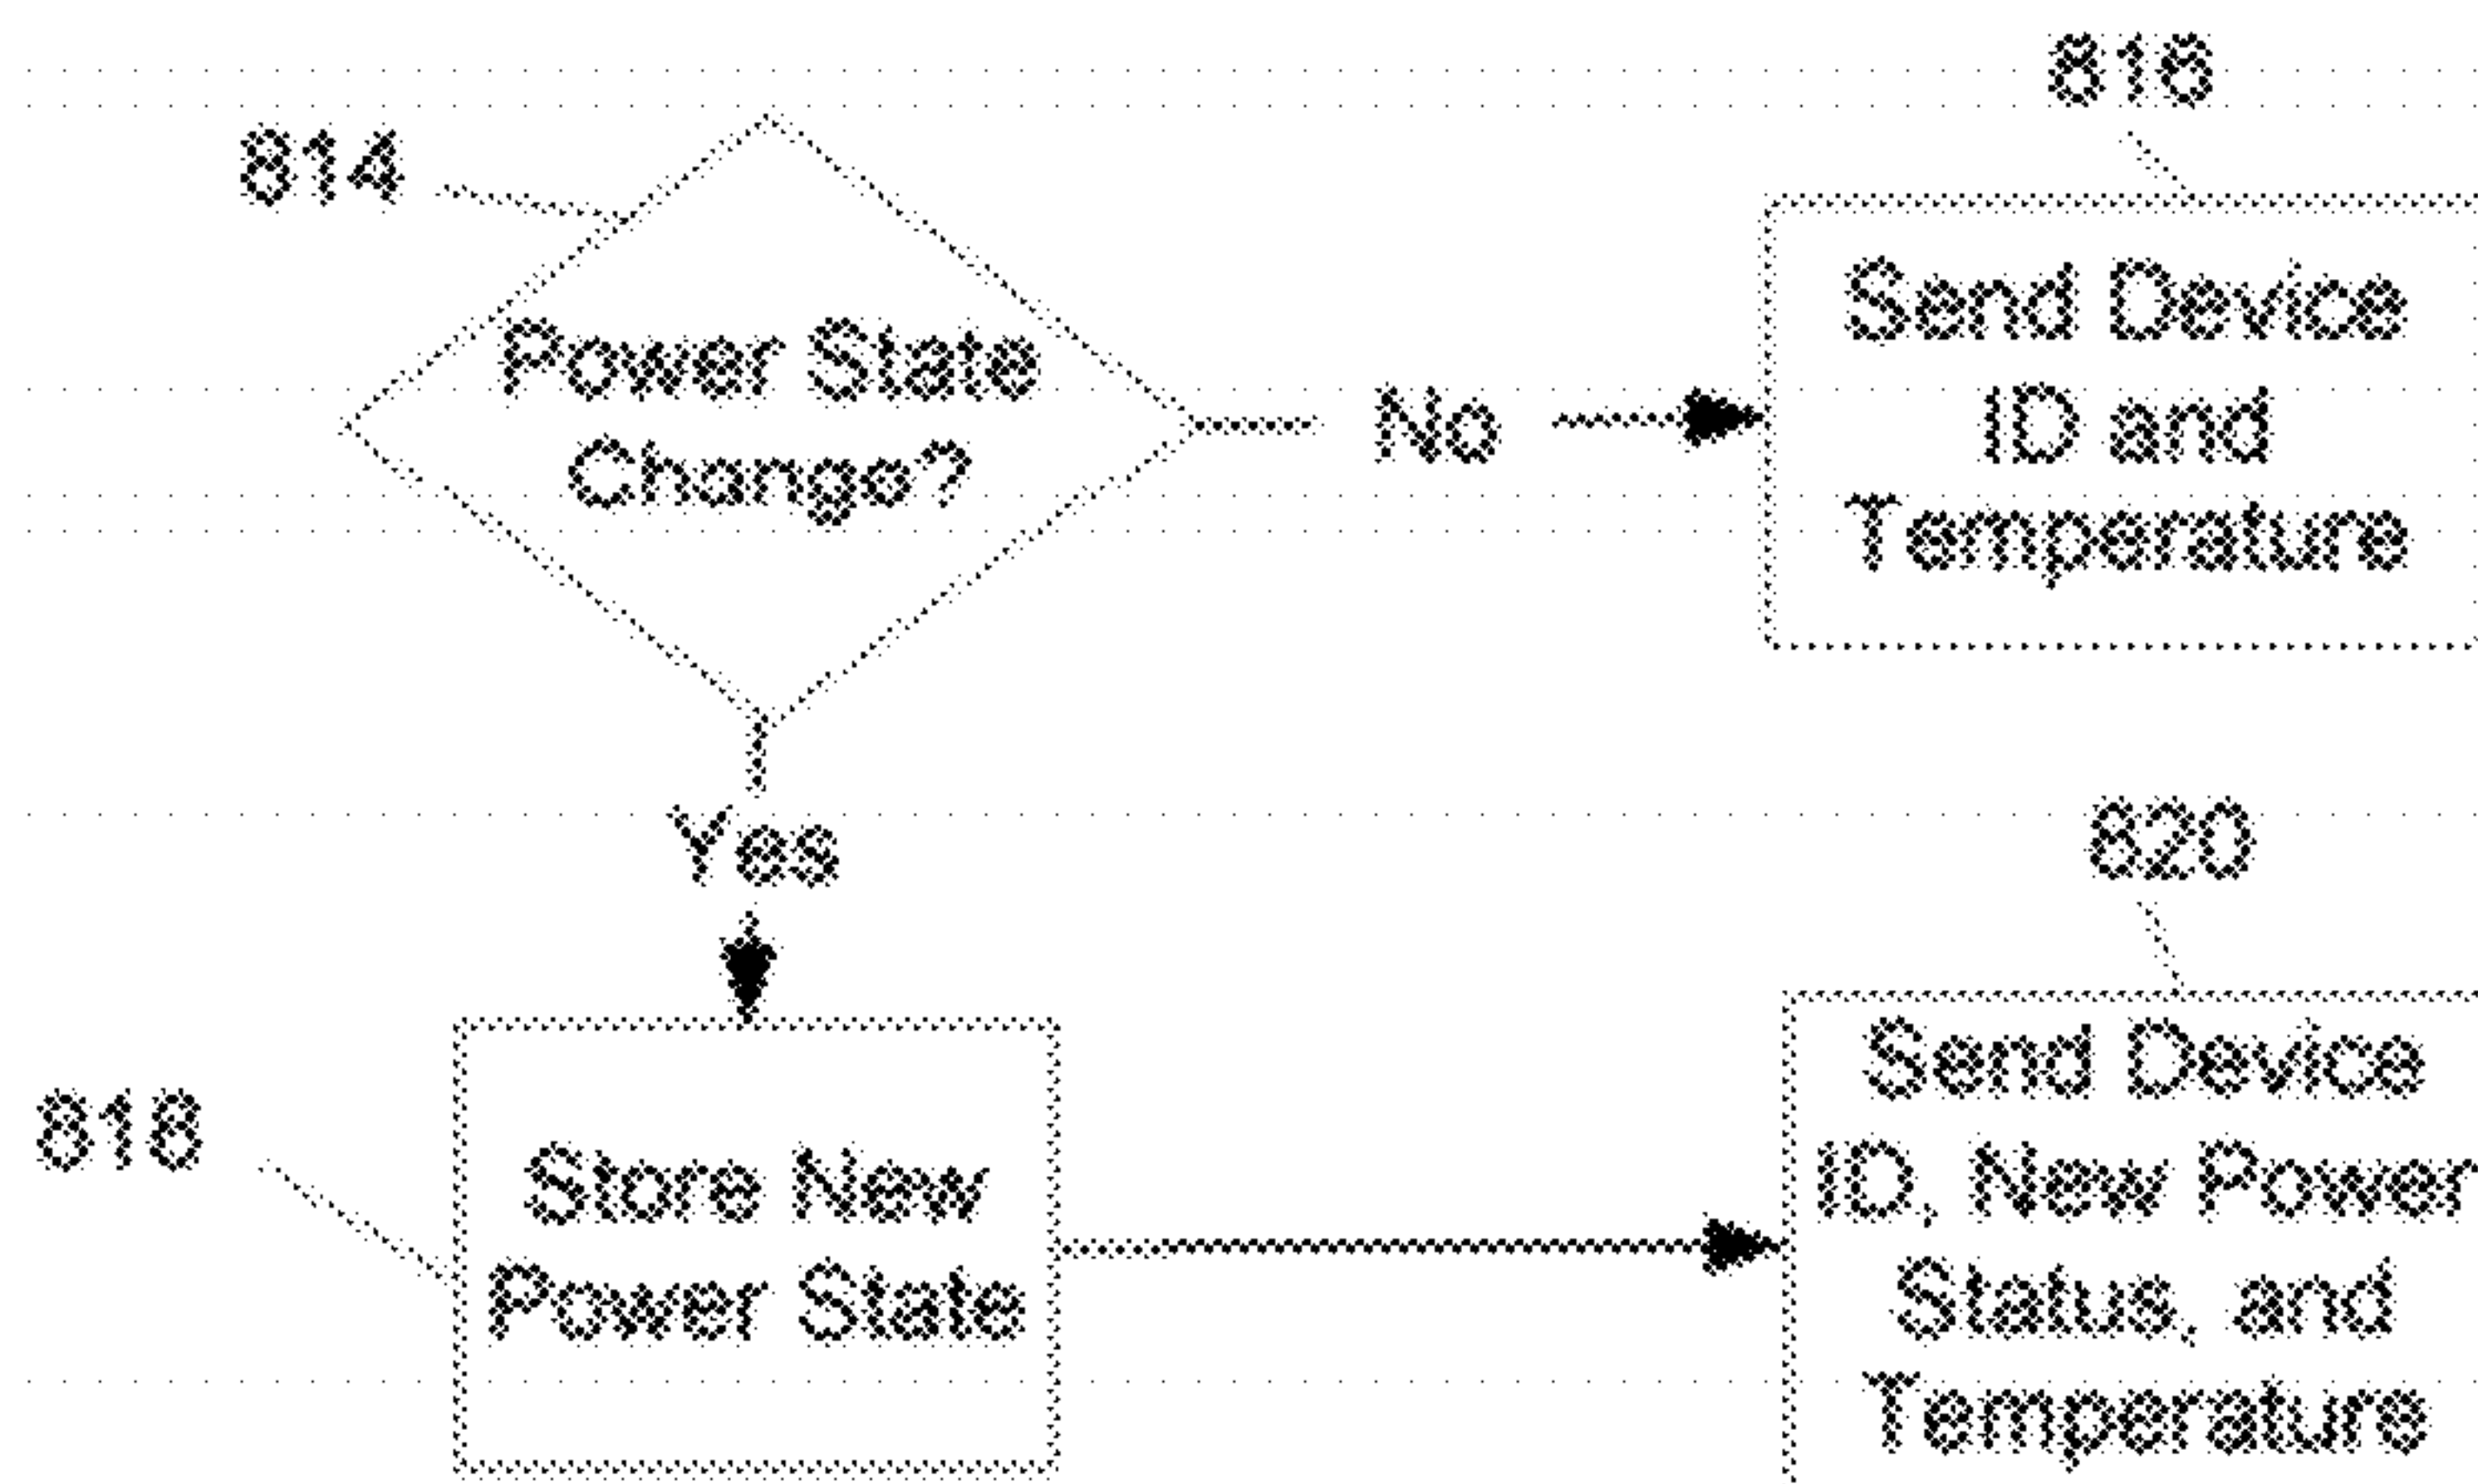 818
814
Send Device
ID and
Temperature
Power State
Change?
No
Yes
820
818
Store New
Power State
Send Device
ID, New Power
Status, and
Temperature